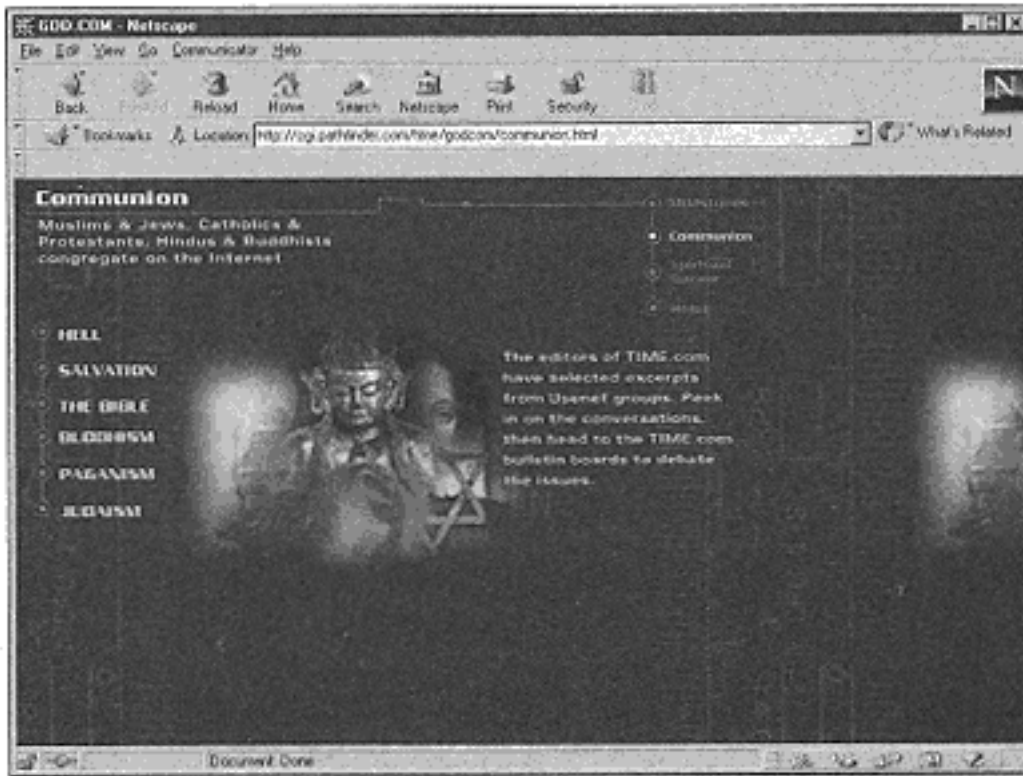 GOD.COM - Netscape
File Edit View Go Communicator Help
Back Forward Reload Home Search Netscape Print Security
Bookmarks Location: http://cgi.pathfinder.com/time/godcom/communion.html What's Related
Communion
Muslims & Jews, Catholics &
Protestants, Hindus & Buddhists
congregate on the Internet
Communion
HELL
SALVATION
THE BIBLE
BUDDHISM
PAGANISM
JUDAISM
The editors of TIME.com
have selected excerpts
from Usenet groups. Peek
in on the conversations,
then head to the TIME.com
bulletin boards to debate
the issues.
N
Document: Done